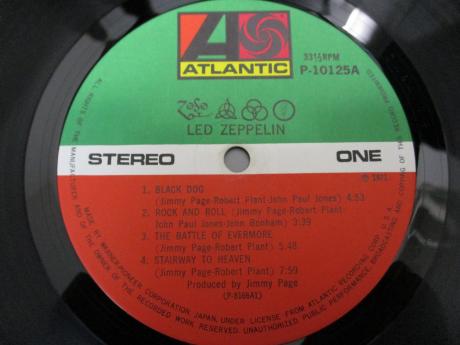 ATLANTIC
33⅓RPM
P-10125A
LED ZEPPELIN
STEREO
ONE
℗ 1971
1. BLACK DOG
(Jimmy Page-Robert Plant-John Paul Jones) 4:53
2. ROCK AND ROLL (Jimmy Page-Robert Plant-
John Paul Jones-John Bonham) 3:39
3. THE BATTLE OF EVERMORE
(Jimmy Page-Robert Plant) 5.48
4. STAIRWAY TO HEAVEN
(Jimmy Page-Robert Plant) 7:59
Produced by Jimmy Page
(P-8166A1)
ALL RIGHTS OF THE MANUFACTURER AND OF THE OWNER OF THE RECORDED WORK RESERVED. UNAUTHORIZED PUBLIC PERFORMANCE, BROADCASTING AND COPYING OF THIS RECORD PROHIBITED
MADE BY WARNER-PIONEER CORPORATION JAPAN, UNDER LICENSE FROM ATLANTIC RECORDING CORP. U.S.A.